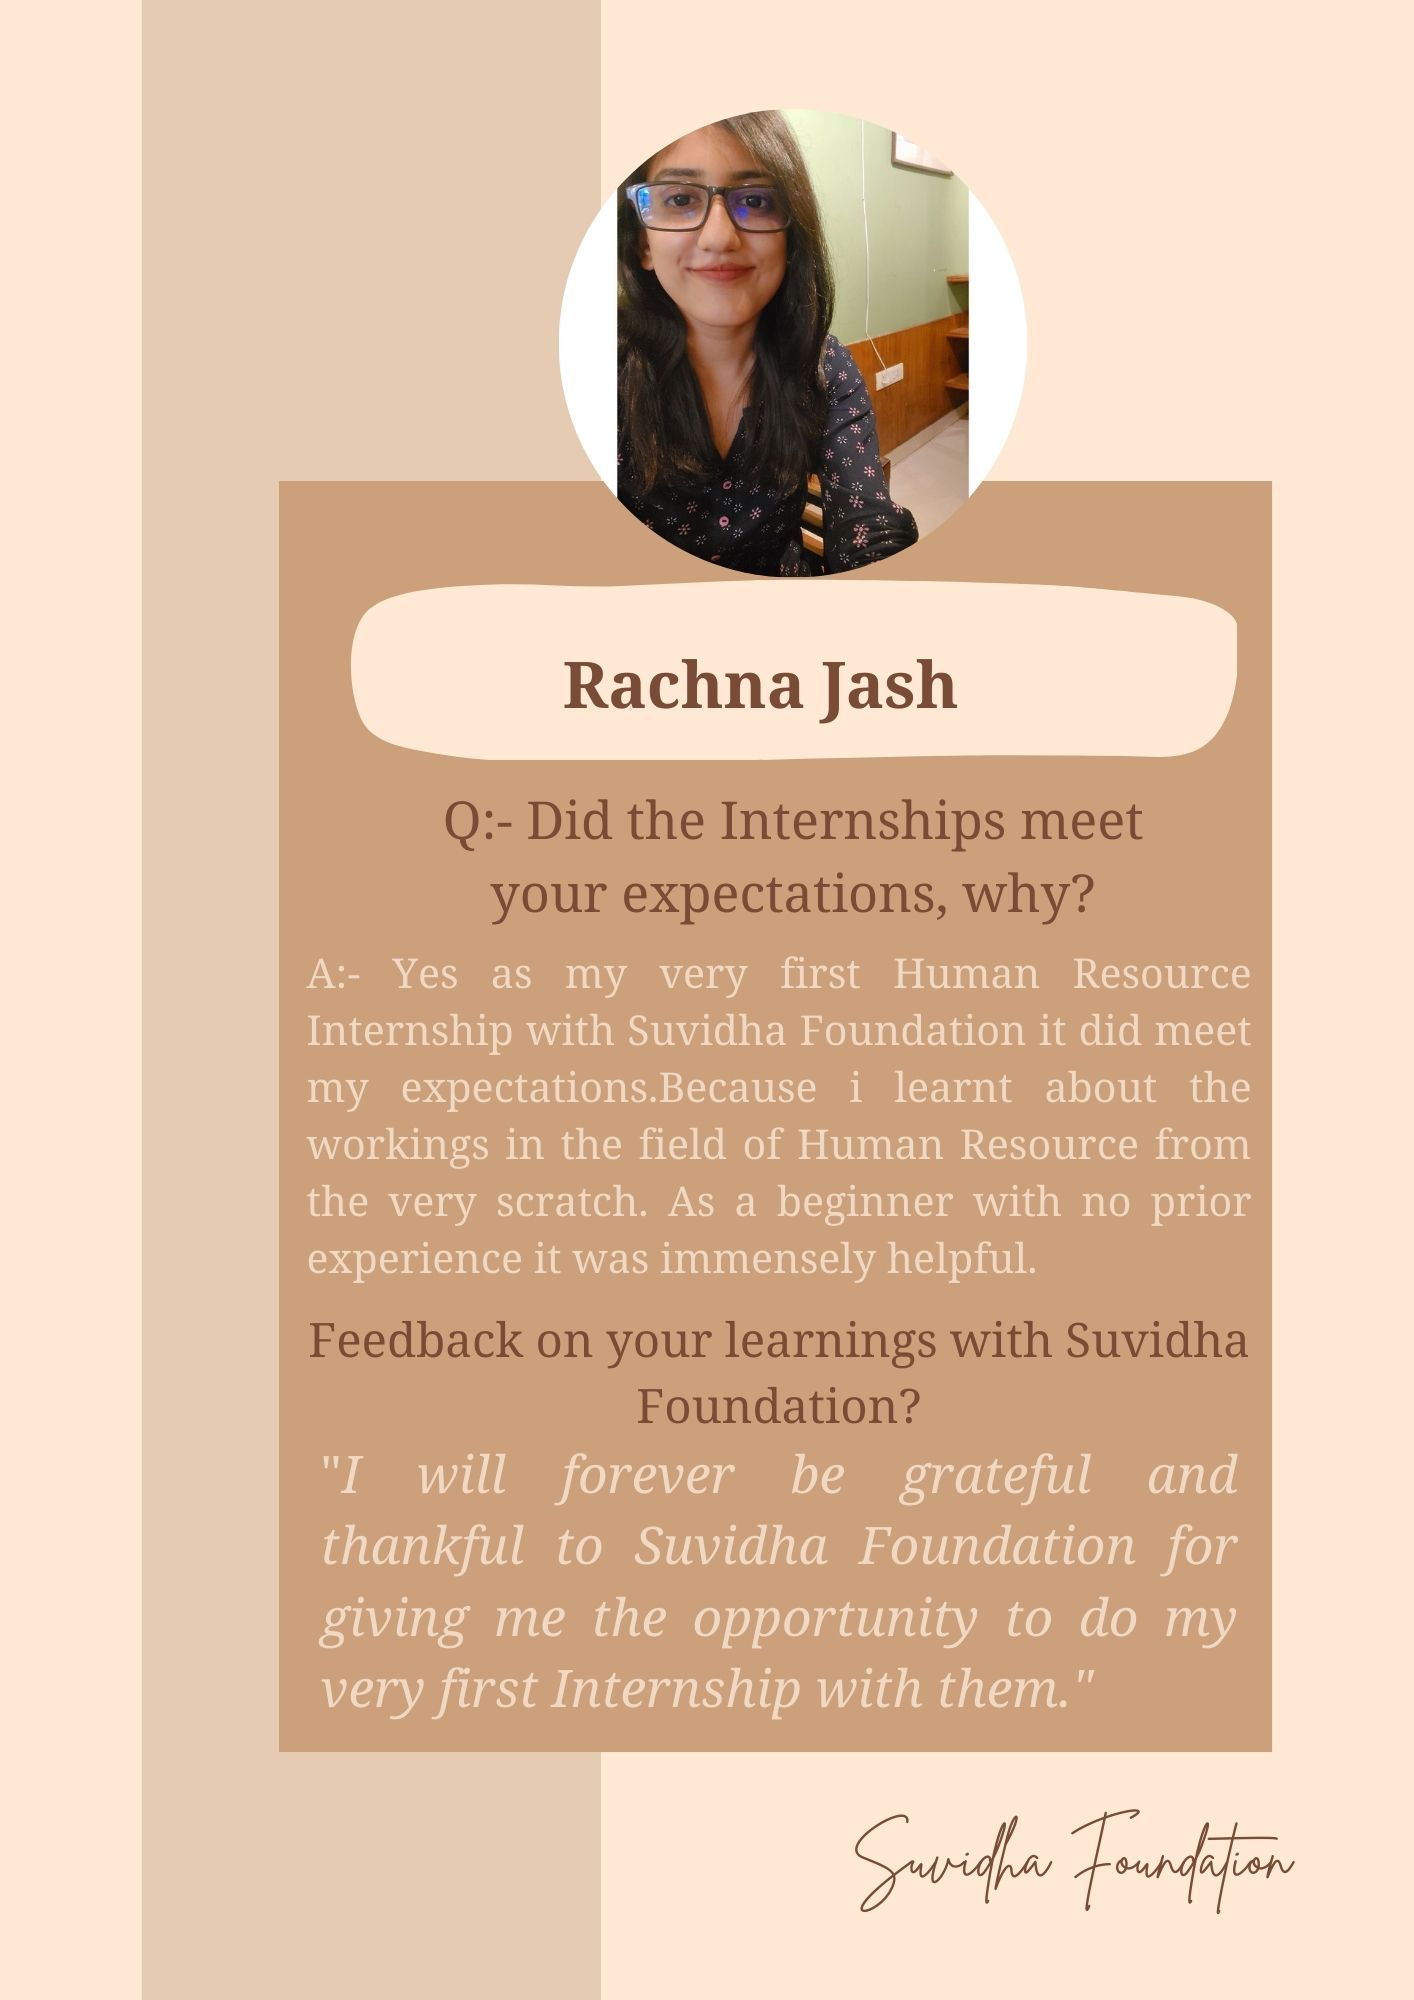 Rachna Jash
Q:- Did the Internships meet
your expectations, why?
A:- Yes as my very first Human Resource
Internship with Suvidha Foundation it did meet
my expectations.Because i learnt about the
workings in the field of Human Resource from
the very scratch. As a beginner with no prior
experience it was immensely helpful.
Feedback on your learnings with Suvidha
Foundation?
"I will forever be grateful and
thankful to Suvidha Foundation for
giving me the opportunity to do my
very first Internship with them."
Suvidha Foundation